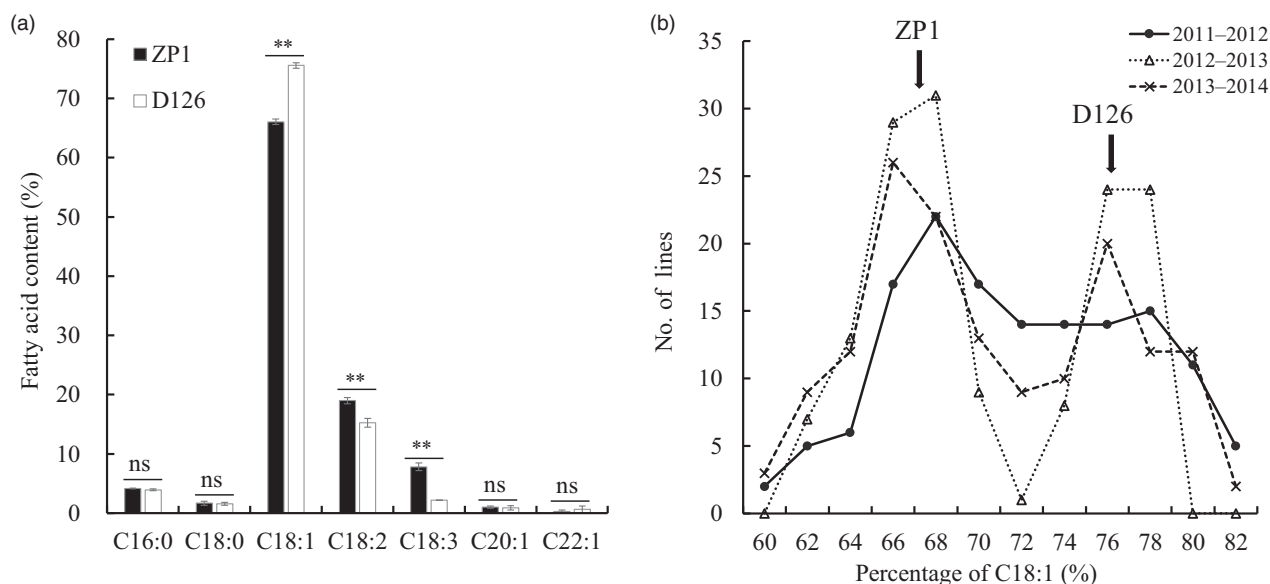 (a)
80
70
60
50
40
30
20
10
0
Fatty acid content (%)
ZP1
D126
ns
ns
**
**
**
ns
ns
C16:0 C18:0 C18:1 C18:2 C18:3 C20:1 C22:1
(b)
35
30
25
20
15
10
5
0
No. of lines
ZP1
D126
2011–2012
2012–2013
2013–2014
60 62 64 66 68 70 72 74 76 78 80 82
Percentage of C18:1 (%)